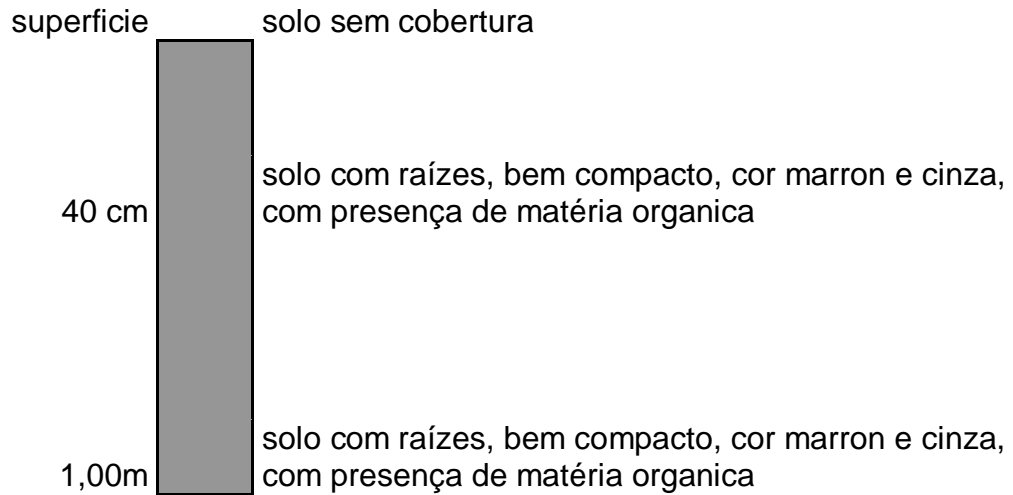 superficie solo sem cobertura
solo com raízes, bem compacto, cor marron e cinza,
40 cm com presença de matéria organica
solo com raízes, bem compacto, cor marron e cinza,
1,00m com presença de matéria organica